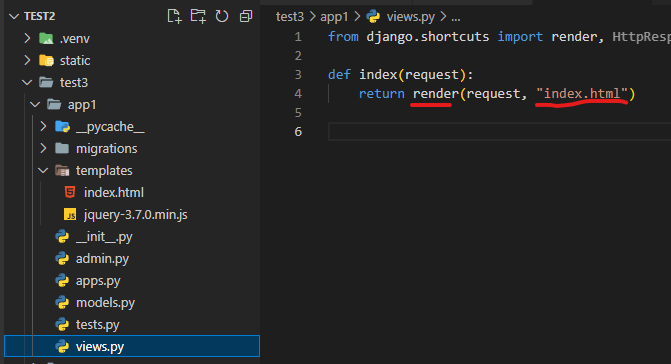 TEST2
.venv
static
test3
app1
__pycache__
migrations
templates
index.html
JS jquery-3.7.0.min.js
__init__.py
admin.py
apps.py
models.py
tests.py
views.py
test3 > app1 > views.py > ...
1 from django.shortcuts import render, HttpResp
2
3 def index(request):
4 return render(request, "index.html")
5
6